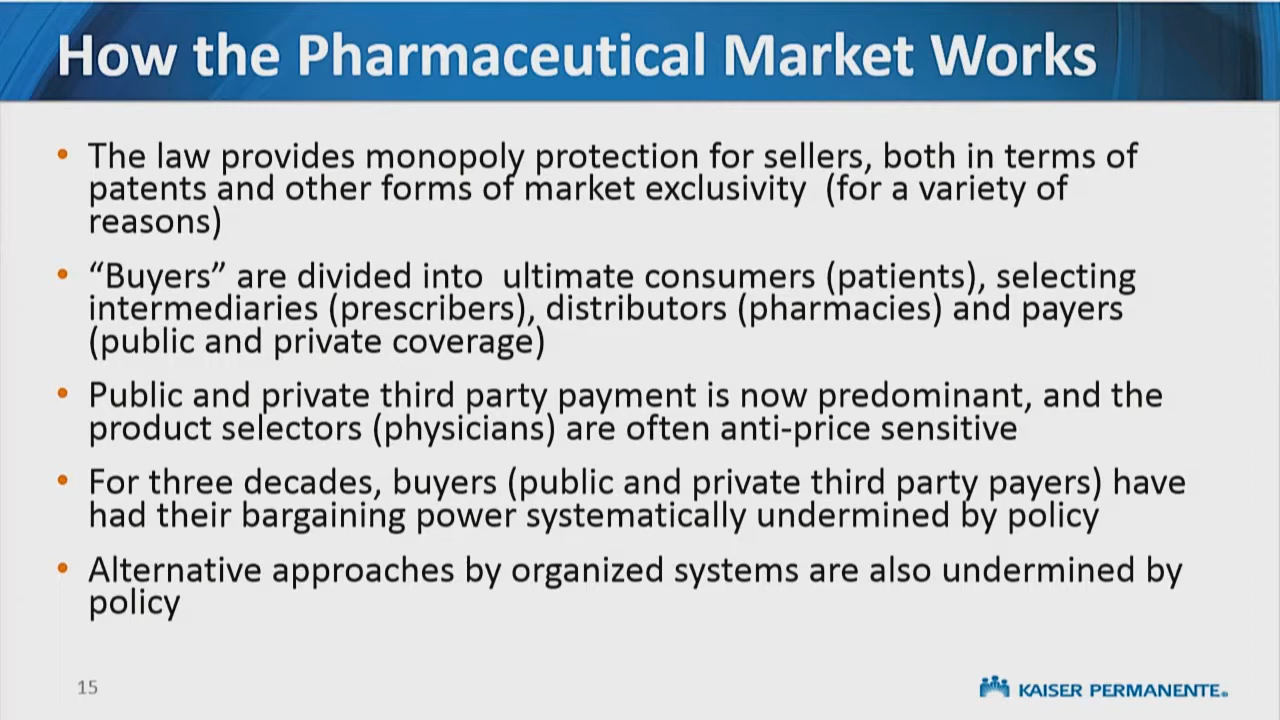 How the Pharmaceutical Market Works
• The law provides monopoly protection for sellers, both in terms of
patents and other forms of market exclusivity  (for a variety of
reasons)
• “Buyers” are divided into  ultimate consumers (patients), selecting
intermediaries (prescribers), distributors (pharmacies) and payers
(public and private coverage)
• Public and private third party payment is now predominant, and the
product selectors (physicians) are often anti-price sensitive
• For three decades, buyers (public and private third party payers) have
had their bargaining power systematically undermined by policy
• Alternative approaches by organized systems are also undermined by
policy
15
KAISER PERMANENTE®